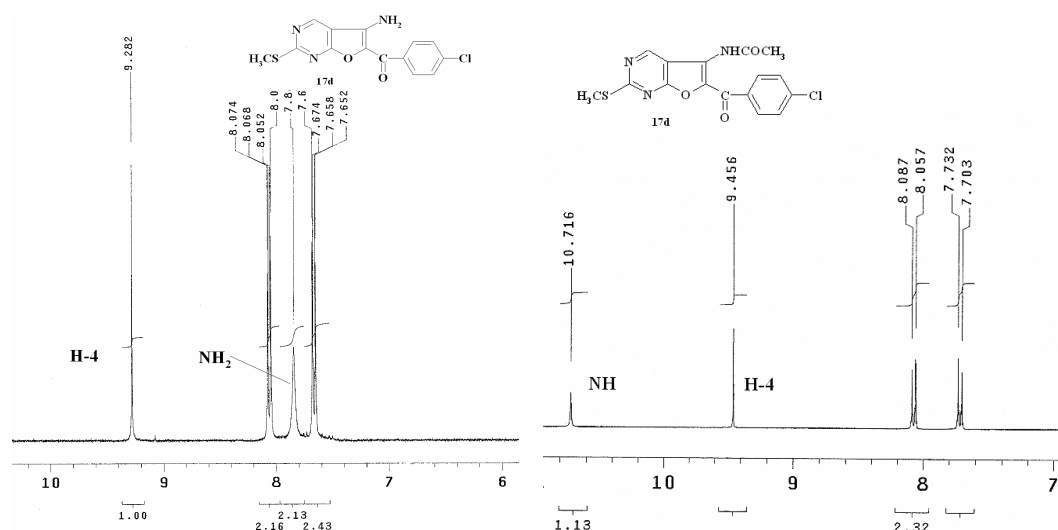 NH₂
N
H₃CS
N
O
C
O
Cl
17d
9.282
8.074
8.068
8.052
8.0
7.8
7.6
7.674
7.658
7.652
H-4
NH₂
10
9
8
7
6
1.00
2.16
2.13
2.43
NHCOCH₃
N
H₃CS
N
O
C
O
Cl
17d
10.716
9.456
8.087
8.057
7.732
7.703
NH
H-4
10
9
8
7
1.13
2.32